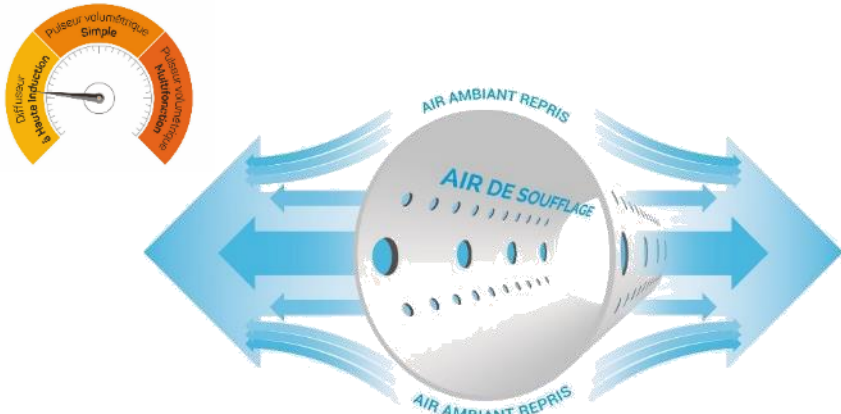 Diffuseur
à Haute Induction
Pulseur volumétrique
Simple
Pulseur volumétrique
Multifonction
AIR AMBIANT REPRIS
AIR DE SOUFFLAGE
AIR AMBIANT REPRIS